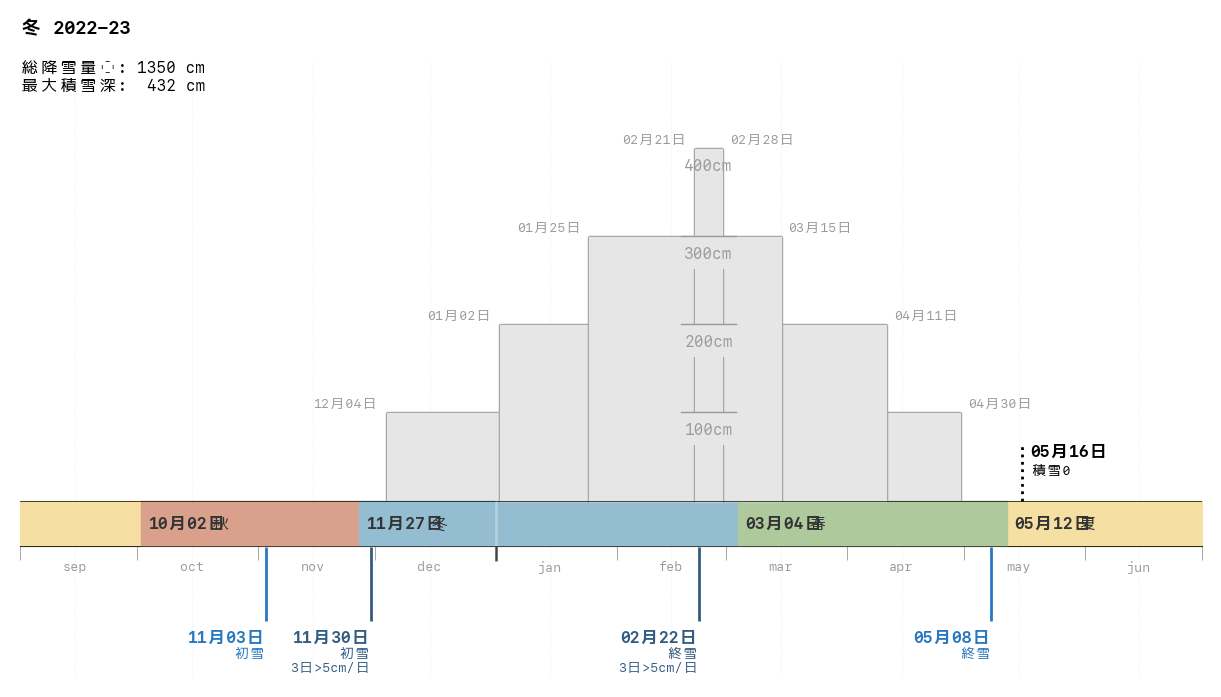 冬 2022–23
総降雪量: 1350 cm
最大積雪深: 432 cm
02月21日 02月28日
400cm
01月25日 03月15日
300cm
01月02日 04月11日
200cm
12月04日 04月30日
100cm
05月16日
積雪0
10月02日 秋 11月27日 冬 03月04日 春 05月12日 夏
sep oct nov dec jan feb mar apr may jun
11月03日 11月30日 02月22日 05月08日
初雪 初雪 終雪 終雪
3日>5cm/日 3日>5cm/日